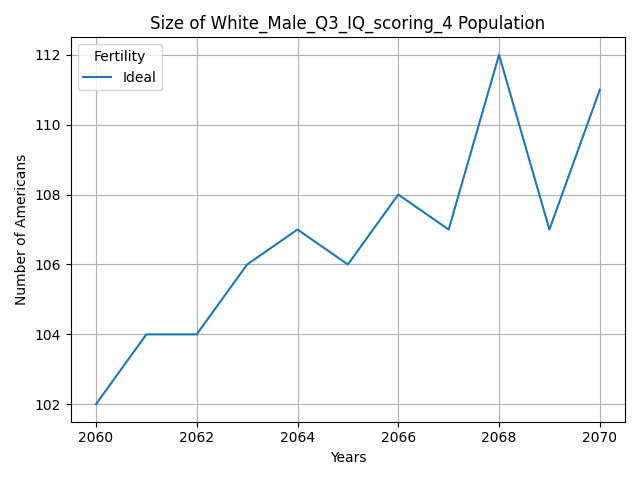 Size of White_Male_Q3_IQ_scoring_4 Population
Fertility
Ideal
112
110
108
106
104
102
Number of Americans
2060
2062
2064
2066
2068
2070
Years